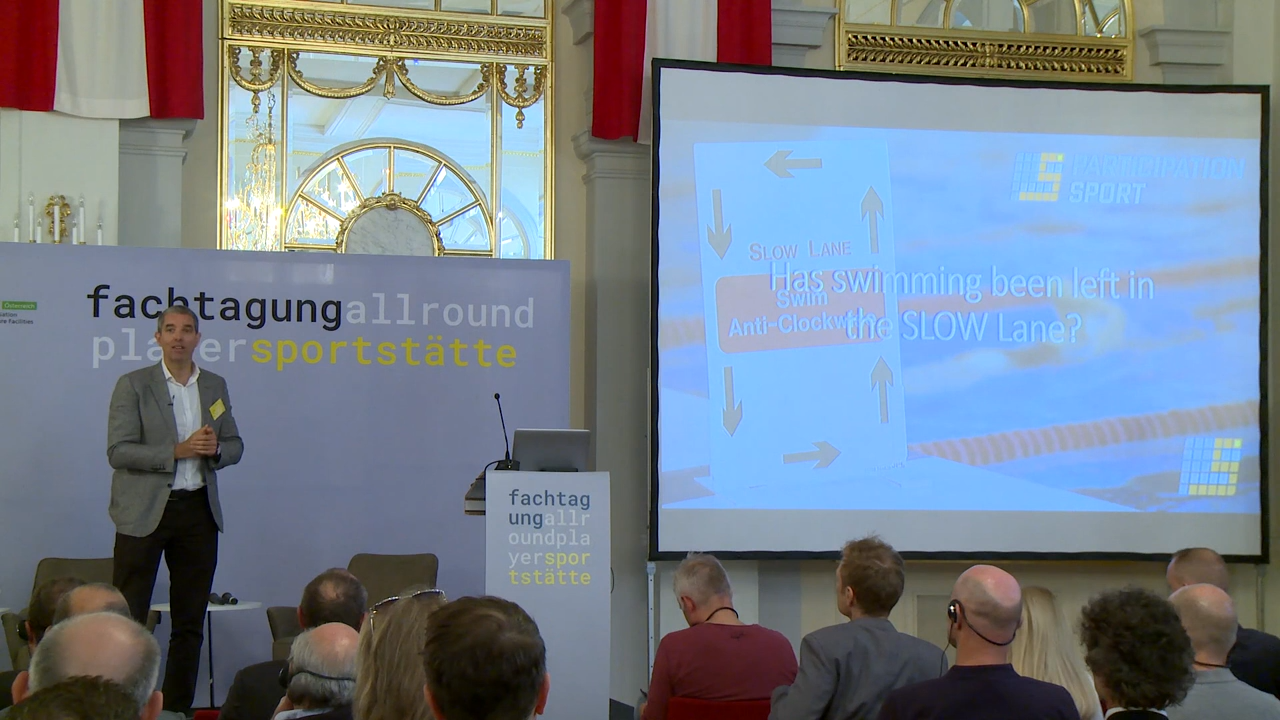 Österreich
fachtagungallround
playersportstätte
fachtag
ungallr
oundpla
yerspor
tstätte
PARTICIPATION
SPORT
SLOW LANE
Swim
Anti-Clockwise
Has swimming been left in
the SLOW Lane?